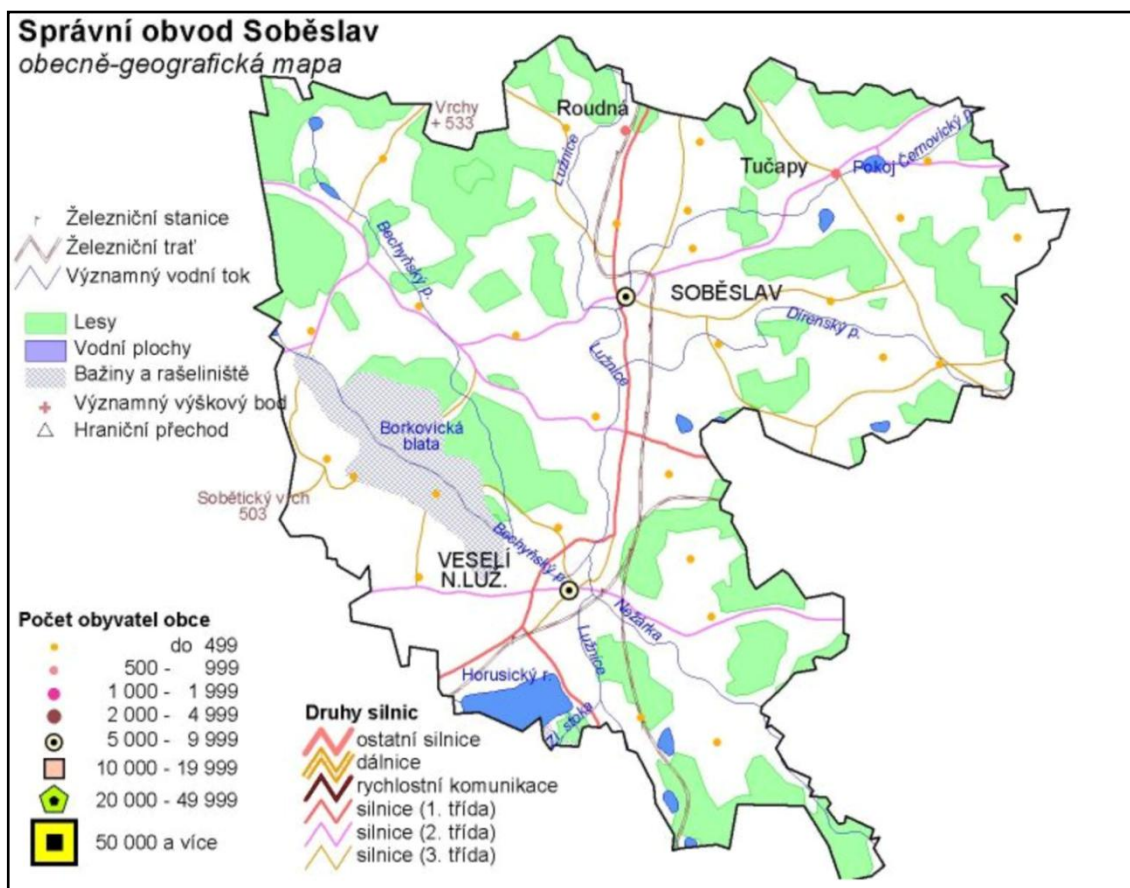 Správní obvod Soběslav
obecně-geografická mapa
Vrchy
+ 533
Roudná
Lužnice
Tučapy
Pokoj
Černovický p.
Železniční stanice
Železniční trať
Významný vodní tok
Bechyňský p.
SOBĚSLAV
Dírenský p.
Lužnice
Lesy
Vodní plochy
Bažiny a rašeliniště
Významný výškový bod
Hraniční přechod
Borkovická
blata
Sobětický vrch
503
Bechyňský p.
VESELÍ
N.LUŽ.
Nežárka
Lužnice
Horusický r.
Zl. stoka
Počet obyvatel obce
do 499
500 - 999
1 000 - 1 999
2 000 - 4 999
5 000 - 9 999
10 000 - 19 999
20 000 - 49 999
50 000 a více
Druhy silnic
ostatní silnice
dálnice
rychlostní komunikace
silnice (1. třída)
silnice (2. třída)
silnice (3. třída)